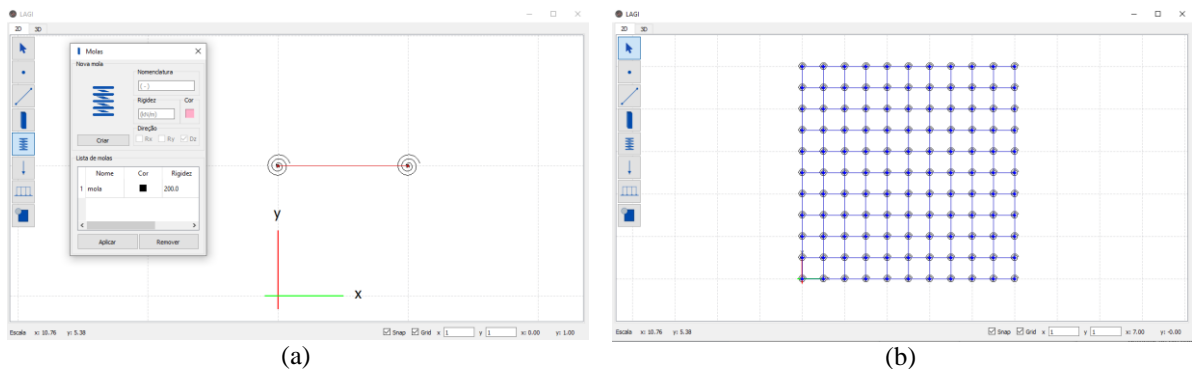 LAGI
2D 3D
Molas
Nova mola
Nomenclatura
( - )
Rigidez Cor
(kN/m)
Direção
Criar
Rx Ry Dz
Lista de molas
Nome Cor Rigidez
1 mola 200.0
Aplicar Remover
y
x
Escala x: 10.76 y: 5.38 Snap Grid x 1 y 1 x: 0.00 y: 1.00
(a)
LAGI
2D 3D
Escala x: 10.76 y: 5.38 Snap Grid x 1 y 1 x: 7.00 y: -0.00
(b)